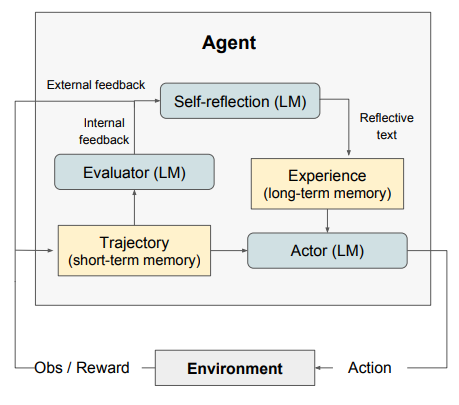 Agent
External feedback
Self-reflection (LM)
Internal
feedback
Reflective
text
Evaluator (LM)
Experience
(long-term memory)
Trajectory
(short-term memory)
Actor (LM)
Obs / Reward
Environment
Action